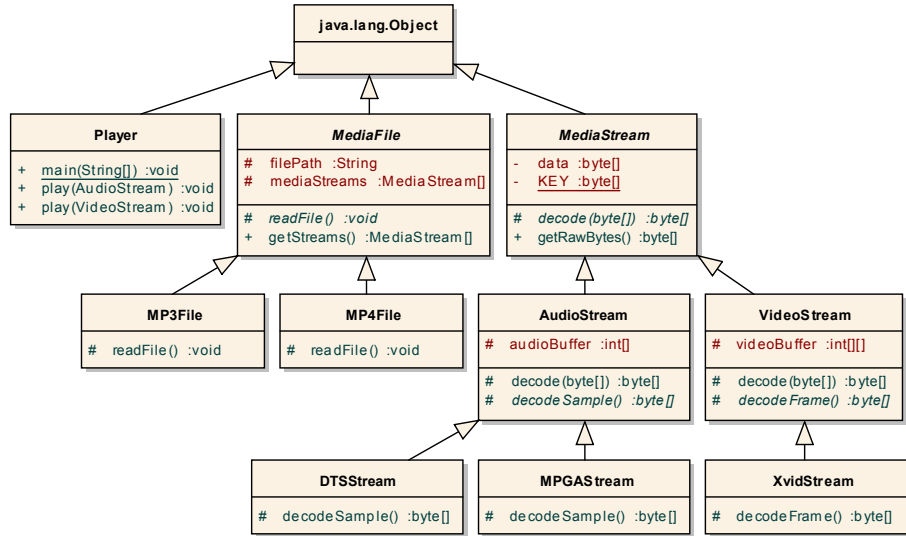 java.lang.Object
Player
+ main(String[]) :void
+ play(AudioStream) :void
+ play(VideoStream) :void
MediaFile
# filePath :String
# mediaStreams :MediaStream[]
# readFile() :void
+ getStreams() :MediaStream[]
MediaStream
- data :byte[]
- KEY :byte[]
# decode(byte[]) :byte[]
+ getRawBytes() :byte[]
MP3File
# readFile() :void
MP4File
# readFile() :void
AudioStream
# audioBuffer :int[]
# decode(byte[]) :byte[]
# decodeSample() :byte[]
VideoStream
# videoBuffer :int[][]
# decode(byte[]) :byte[]
# decodeFrame() :byte[]
DTSStream
# decodeSample() :byte[]
MPGAStream
# decodeSample() :byte[]
XvidStream
# decodeFrame() :byte[]